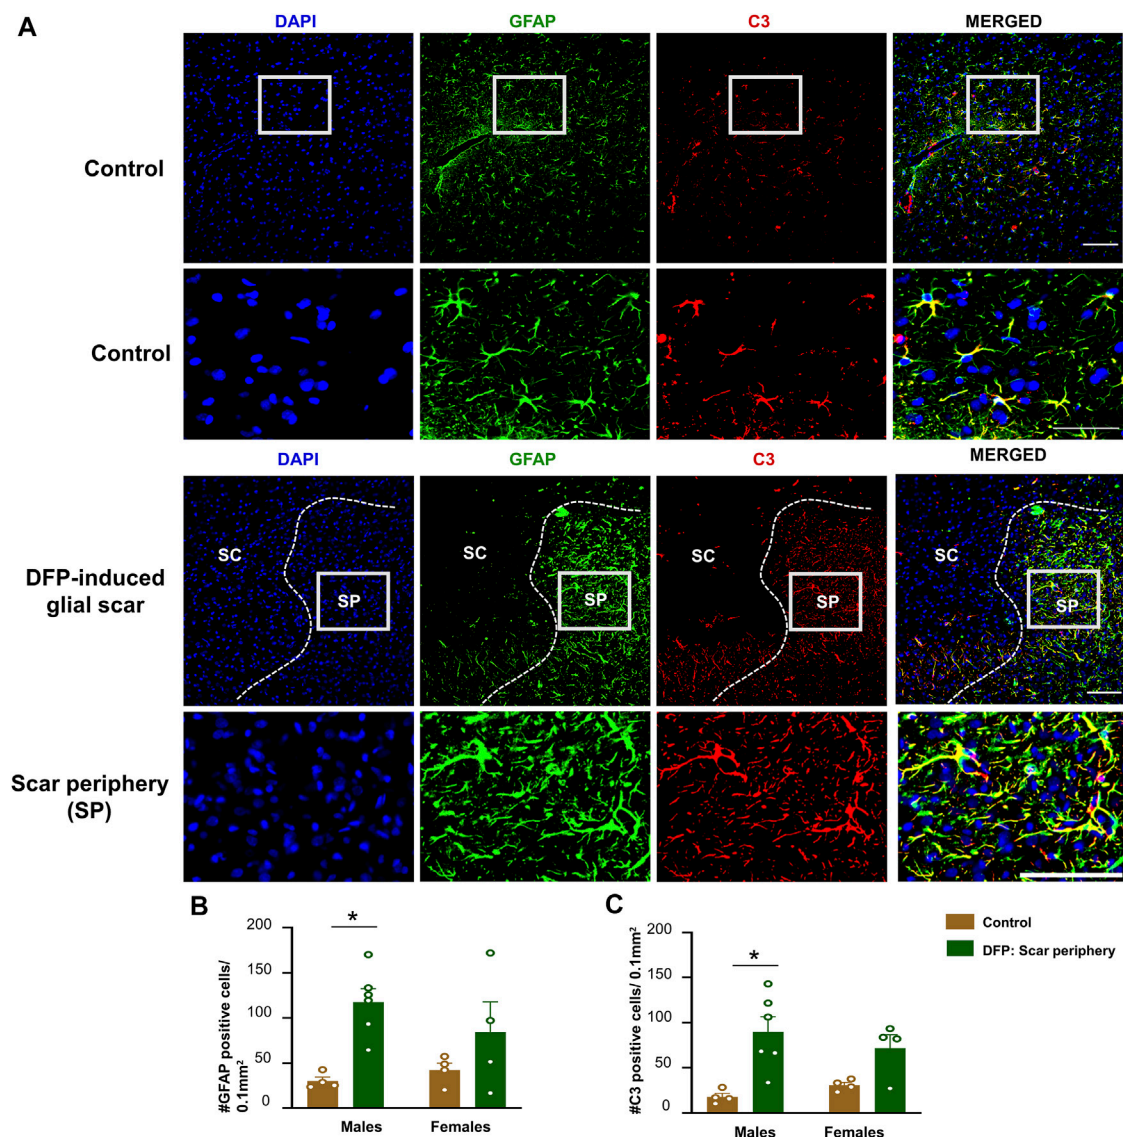 A
DAPI GFAP C3 MERGED
Control
Control
DAPI GFAP C3 MERGED
DFP-induced
glial scar
SC SP
SC SP
SC SP
SC SP
Scar periphery
(SP)
B
#GFAP positive cells/
0.1mm²
200
150
100
50
0
*
Males Females
C
#C3 positive cells/ 0.1mm²
200
150
100
50
0
*
Males Females
Control
DFP: Scar periphery